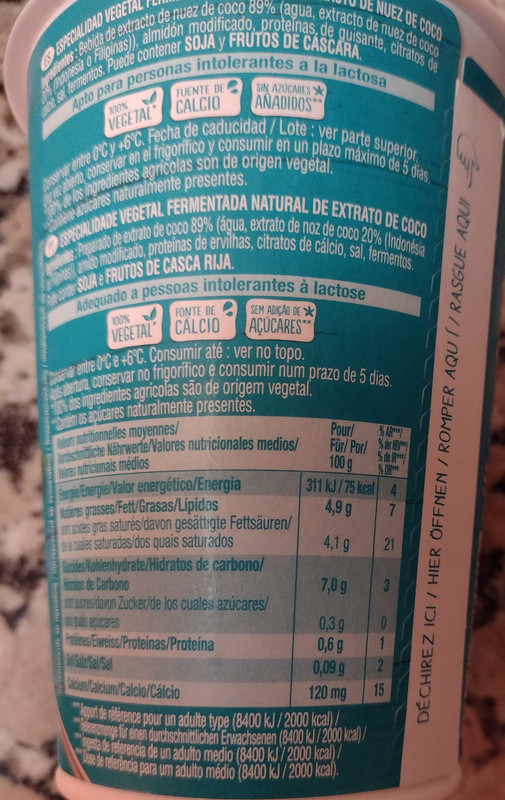 ES ESPECIALIDAD VEGETAL DE NUEZ DE COCO
Ingredientes: Bebida de extracto de nuez de coco 89% (agua, extracto de nuez de coco
20% (Indonesia o Filipinas)), almidón modificado, proteínas de guisante, citratos de
calcio, sal, fermentos. Puede contener SOJA y FRUTOS DE CÁSCARA.
Apto para personas intolerantes a la lactosa
100% VEGETAL*
FUENTE DE CALCIO
SIN AZÚCARES AÑADIDOS**
Conservar entre 0°C y +6°C. Fecha de caducidad / Lote : ver parte superior.
abierto, conservar en el frigorífico y consumir en un plazo máximo de 5 días.
*100% de los ingredientes agrícolas son de origen vegetal.
**Contiene azúcares naturalmente presentes.
ESPECIALIDADE VEGETAL FERMENTADA NATURAL DE EXTRATO DE COCO
Ingredientes: Preparado de extrato de coco 89% (água, extrato de noz de coco 20% (Indonésia
ou Filipinas)), amido modificado, proteínas de ervilhas, citratos de cálcio, sal, fermentos.
Pode conter SOJA e FRUTOS DE CASCA RIJA.
Adequado a pessoas intolerantes à lactose
100% VEGETAL*
FONTE DE CÁLCIO
SEM ADIÇÃO DE AÇÚCARES**
Conservar entre 0°C e +6°C. Consumir até : ver no topo.
Após abertura, conservar no frigorífico e consumir num prazo de 5 dias.
*100% dos ingredientes agrícolas são de origem vegetal.
**Contém os açúcares naturalmente presentes.
Valeurs nutritionnelles moyennes/
Durchschnittliche Nährwerte/Valores nutricionales medios/
Valores nutricionais médios
Pour/
Für/ Por/
100 g
% AR***/
% der RM***/
% de IR***/
% DR***
Energie/Energie/Valor energético/Energia 311 kJ / 75 kcal 4
Matières grasses/Fett/Grasas/Lípidos 4,9 g 7
dont acides gras saturés/davon gesättigte Fettsäuren/
de las cuales saturadas/dos quais saturados 4,1 g 21
Glucides/Kohlenhydrate/Hidratos de carbono/
Hidratos de Carbono 7,0 g 3
dont sucres/davon Zucker/de los cuales azúcares/
dos quais açúcares 0,3 g 0
Protéines/Eiweiss/Proteínas/Proteína 0,6 g 1
Sel/Salz/Sal/Sal 0,09 g 2
Calcium/Calcium/Calcio/Cálcio 120 mg 15
***Apport de référence pour un adulte type (8400 kJ / 2000 kcal) /
***Referenzmenge für einen durchschnittlichen Erwachsenen (8400 kJ / 2000 kcal) /
***Ingesta de referencia de un adulto medio (8400 kJ / 2000 kcal) /
***Dose de referência para um adulto médio (8400 kJ / 2000 kcal).
DÉCHIREZ ICI / HIER ÖFFNEN / ROMPER AQUÍ / RASGUE AQUI